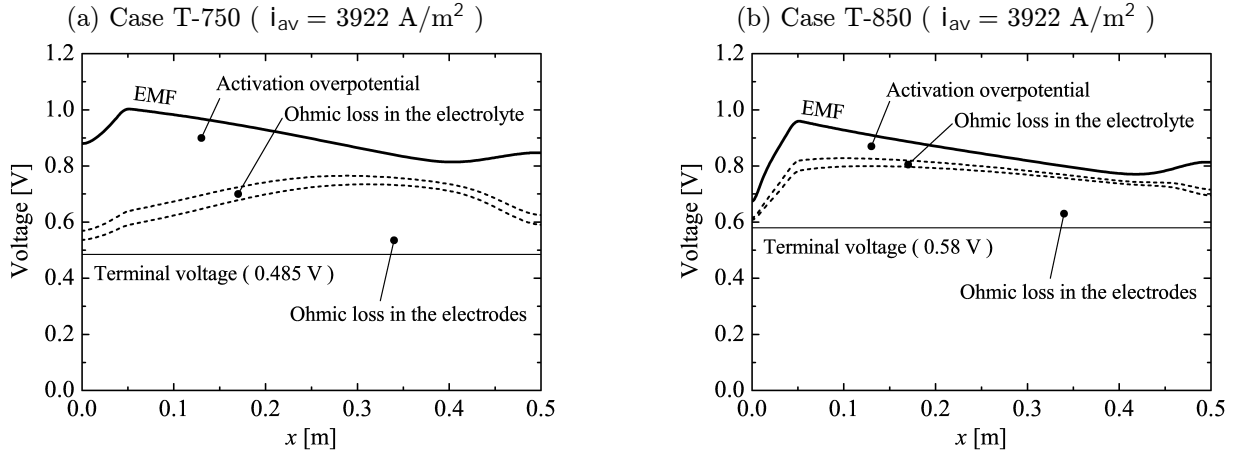 (a) Case T-750 ( i_av = 3922 A/m² )
1.2
1.0
0.8
0.6
0.4
0.2
0.0
Voltage [V]
EMF
Activation overpotential
Ohmic loss in the electrolyte
Terminal voltage ( 0.485 V )
Ohmic loss in the electrodes
0.0 0.1 0.2 0.3 0.4 0.5
x [m]
(b) Case T-850 ( i_av = 3922 A/m² )
1.2
1.0
0.8
0.6
0.4
0.2
0.0
Voltage [V]
EMF
Activation overpotential
Ohmic loss in the electrolyte
Terminal voltage ( 0.58 V )
Ohmic loss in the electrodes
0.0 0.1 0.2 0.3 0.4 0.5
x [m]